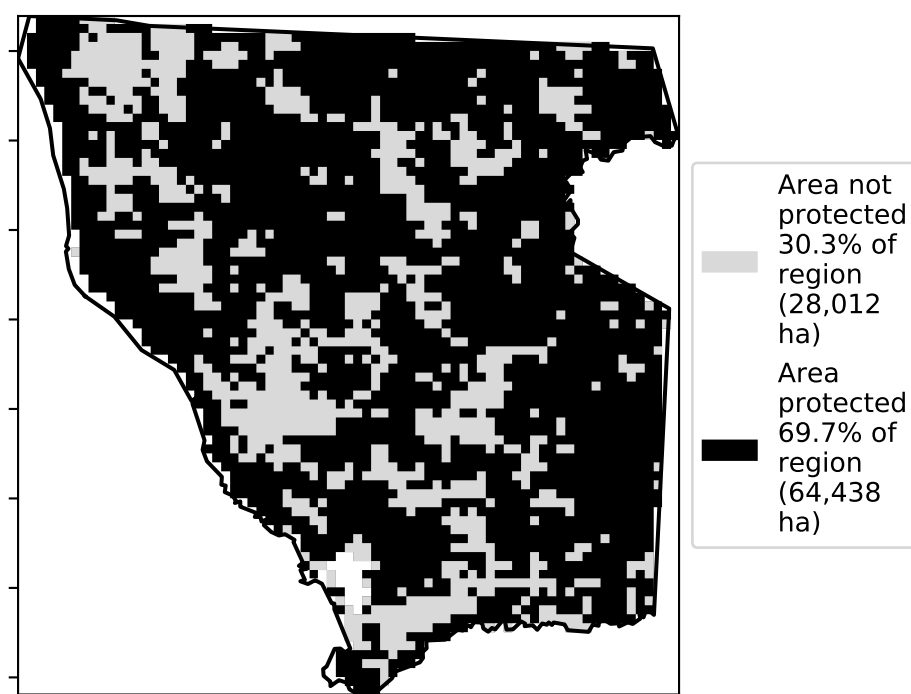 Area not
protected
30.3% of
region
(28,012
ha)
Area
protected
69.7% of
region
(64,438
ha)